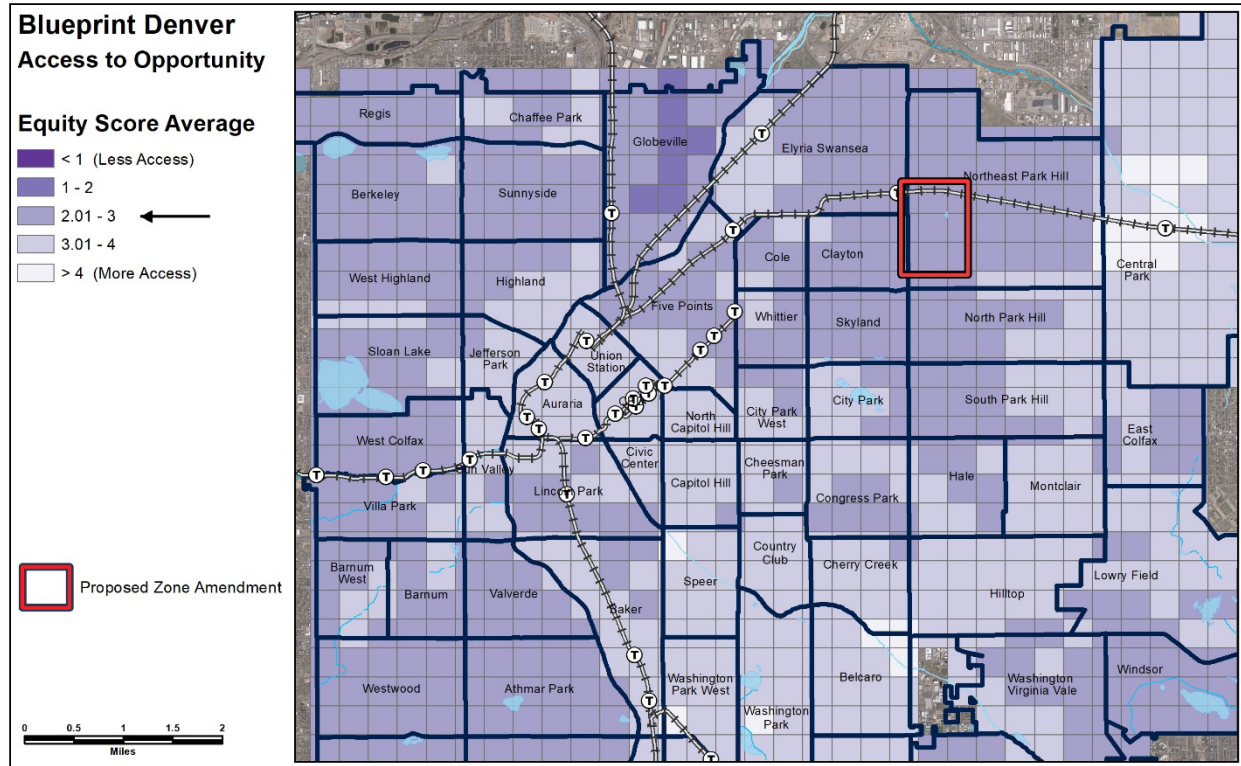 Blueprint Denver
Access to Opportunity
Equity Score Average
< 1 (Less Access)
1 - 2
2.01 - 3
3.01 - 4
> 4 (More Access)
Proposed Zone Amendment
0 0.5 1 1.5 2
Miles
Regis
Chaffee Park
Globeville
Elyria Swansea
Northeast Park Hill
Berkeley
Sunnyside
T
T
T
T
T
Central
Park
West Highland
Highland
Cole
Clayton
Five Points
Whittier
Skyland
North Park Hill
T
T
T
T
Sloan Lake
Jefferson
Park
Union
Station
Auraria
T
T
T
T
T
T
T
T
T
North
Capitol Hill
City Park
West
City Park
South Park Hill
East
Colfax
West Colfax
Civic
Center
T
T
T
T
T
Sun Valley
Villa Park
Lincoln Park
T
Capitol Hill
Cheesman
Park
Congress Park
Hale
Montclair
Barnum
West
Barnum
Valverde
Baker
Speer
Country
Club
Cherry Creek
Hilltop
Lowry Field
T
Westwood
Athmar Park
T
Washington
Park West
Washington
Park
Belcaro
Washington
Virginia Vale
Windsor
T